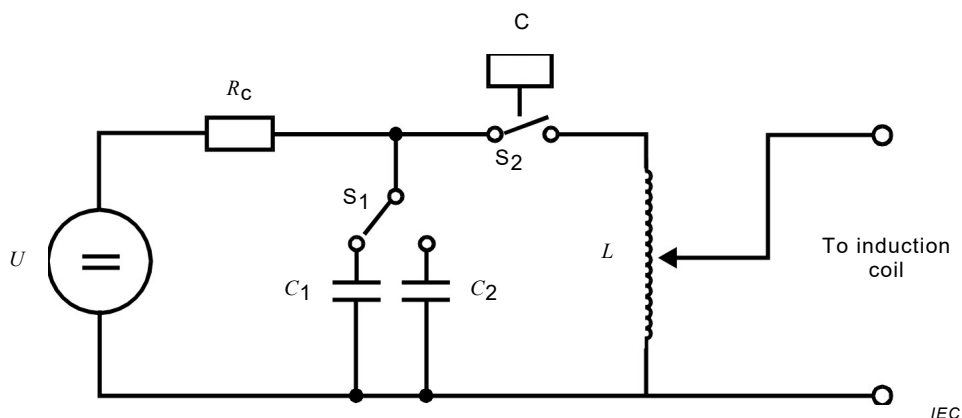 C
Rc
S2
S1
U
L
To induction
coil
C1
C2
IEC